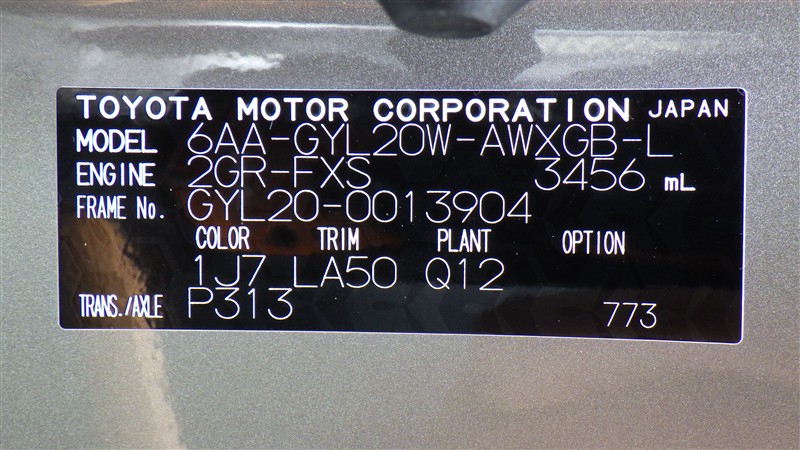 TOYOTA MOTOR CORPORATION JAPAN
MODEL 6AA-GYL20W-AWXGB-L
ENGINE 2GR-FXS 3456 mL
FRAME No. GYL20-0013904
COLOR TRIM PLANT OPTION
1J7 LA50 Q12
TRANS./AXLE P313 773